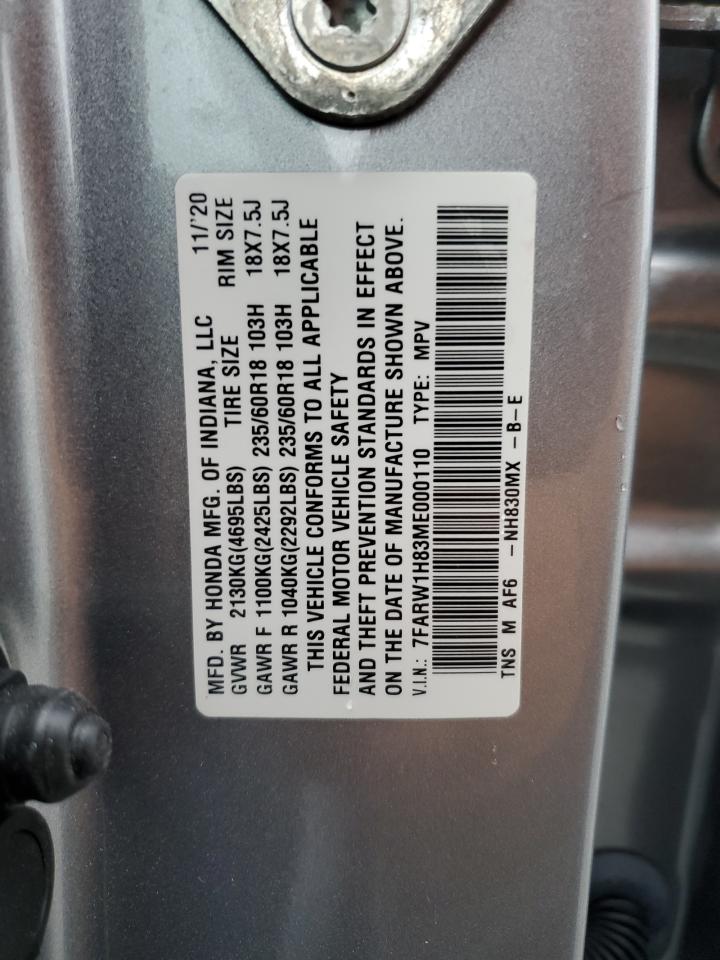 MFD. BY HONDA MFG. OF INDIANA, LLC 11/'20
GVWR 2130KG(4695LBS) TIRE SIZE RIM SIZE
GAWR F 1100KG(2425LBS) 235/60R18 103H 18X7.5J
GAWR R 1040KG(2292LBS) 235/60R18 103H 18X7.5J
THIS VEHICLE CONFORMS TO ALL APPLICABLE
FEDERAL MOTOR VEHICLE SAFETY
AND THEFT PREVENTION STANDARDS IN EFFECT
ON THE DATE OF MANUFACTURE SHOWN ABOVE.
V.I.N.: 7FARW1H83ME000110 TYPE: MPV
TNS M AF6 -NH830MX -B-E